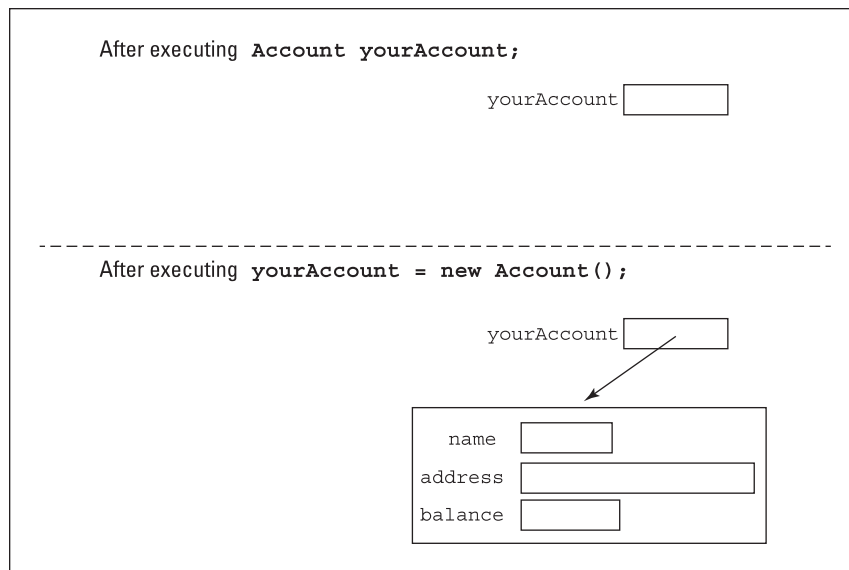 After executing Account yourAccount;
yourAccount
After executing yourAccount = new Account();
yourAccount
name
address
balance